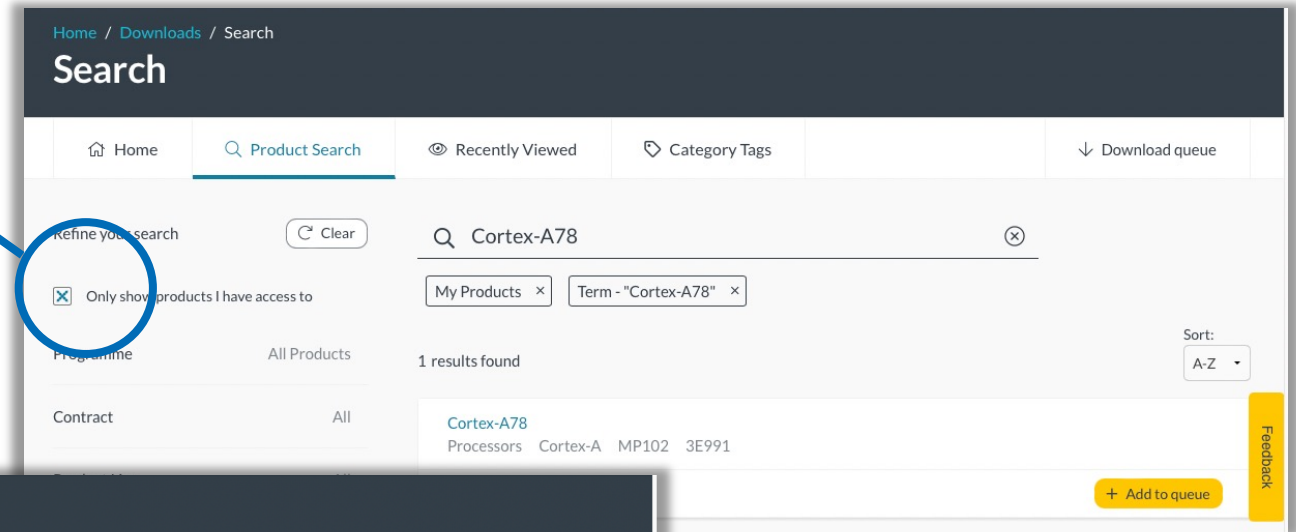 Home / Downloads / Search
Search
Home
Product Search
Recently Viewed
Category Tags
Download queue
Refine your search
Clear
Cortex-A78
Only show products I have access to
My Products ×
Term - "Cortex-A78" ×
Programme
All Products
1 results found
Sort:
A-Z
Contract
All
Cortex-A78
Processors Cortex-A MP102 3E991
+ Add to queue
Feedback